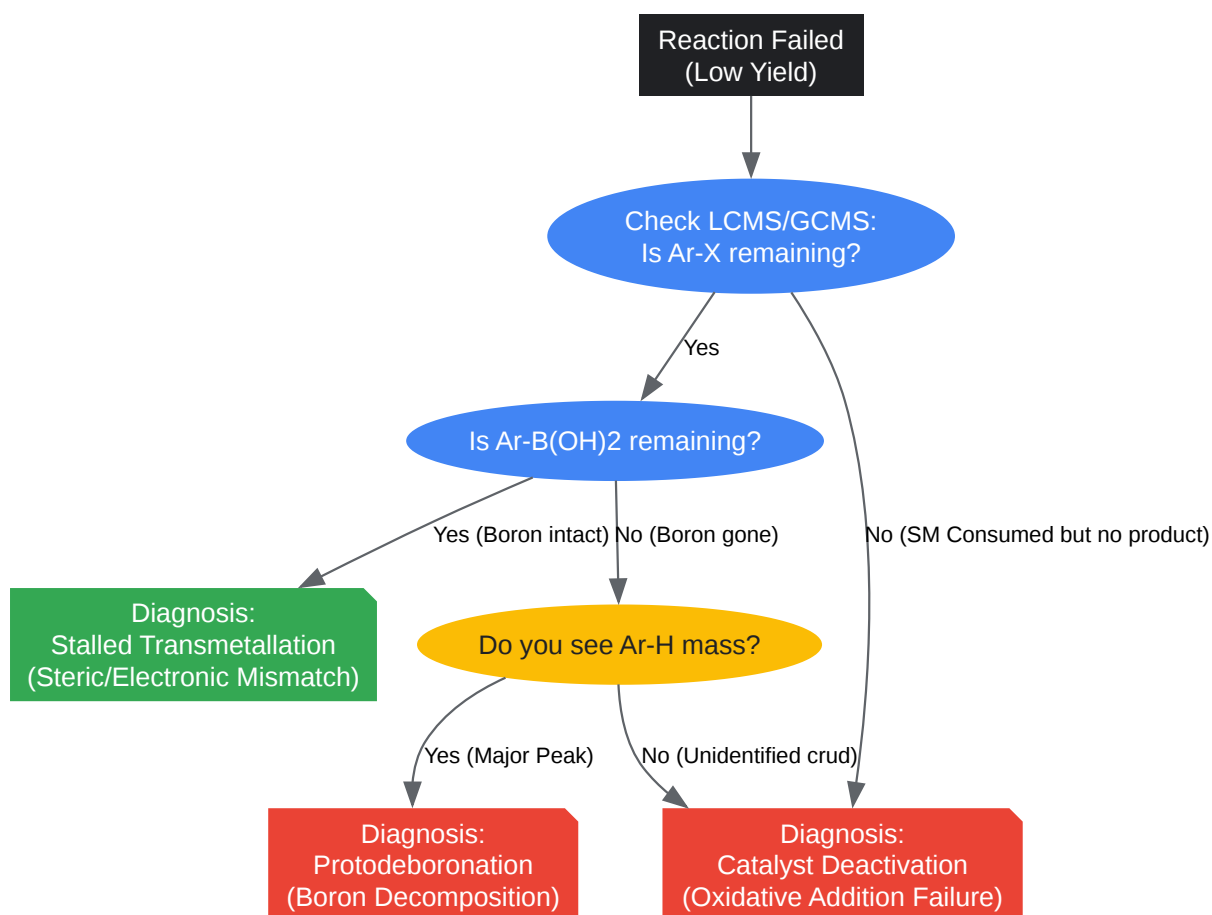 Reaction Failed
(Low Yield)
Check LCMS/GCMS:
Is Ar-X remaining?
Yes
Is Ar-B(OH)2 remaining?
Yes (Boron intact)
No (Boron gone)
No (SM Consumed but no product)
Diagnosis:
Stalled Transmetallation
(Steric/Electronic Mismatch)
Do you see Ar-H mass?
Yes (Major Peak)
No (Unidentified crud)
Diagnosis:
Protodeboronation
(Boron Decomposition)
Diagnosis:
Catalyst Deactivation
(Oxidative Addition Failure)